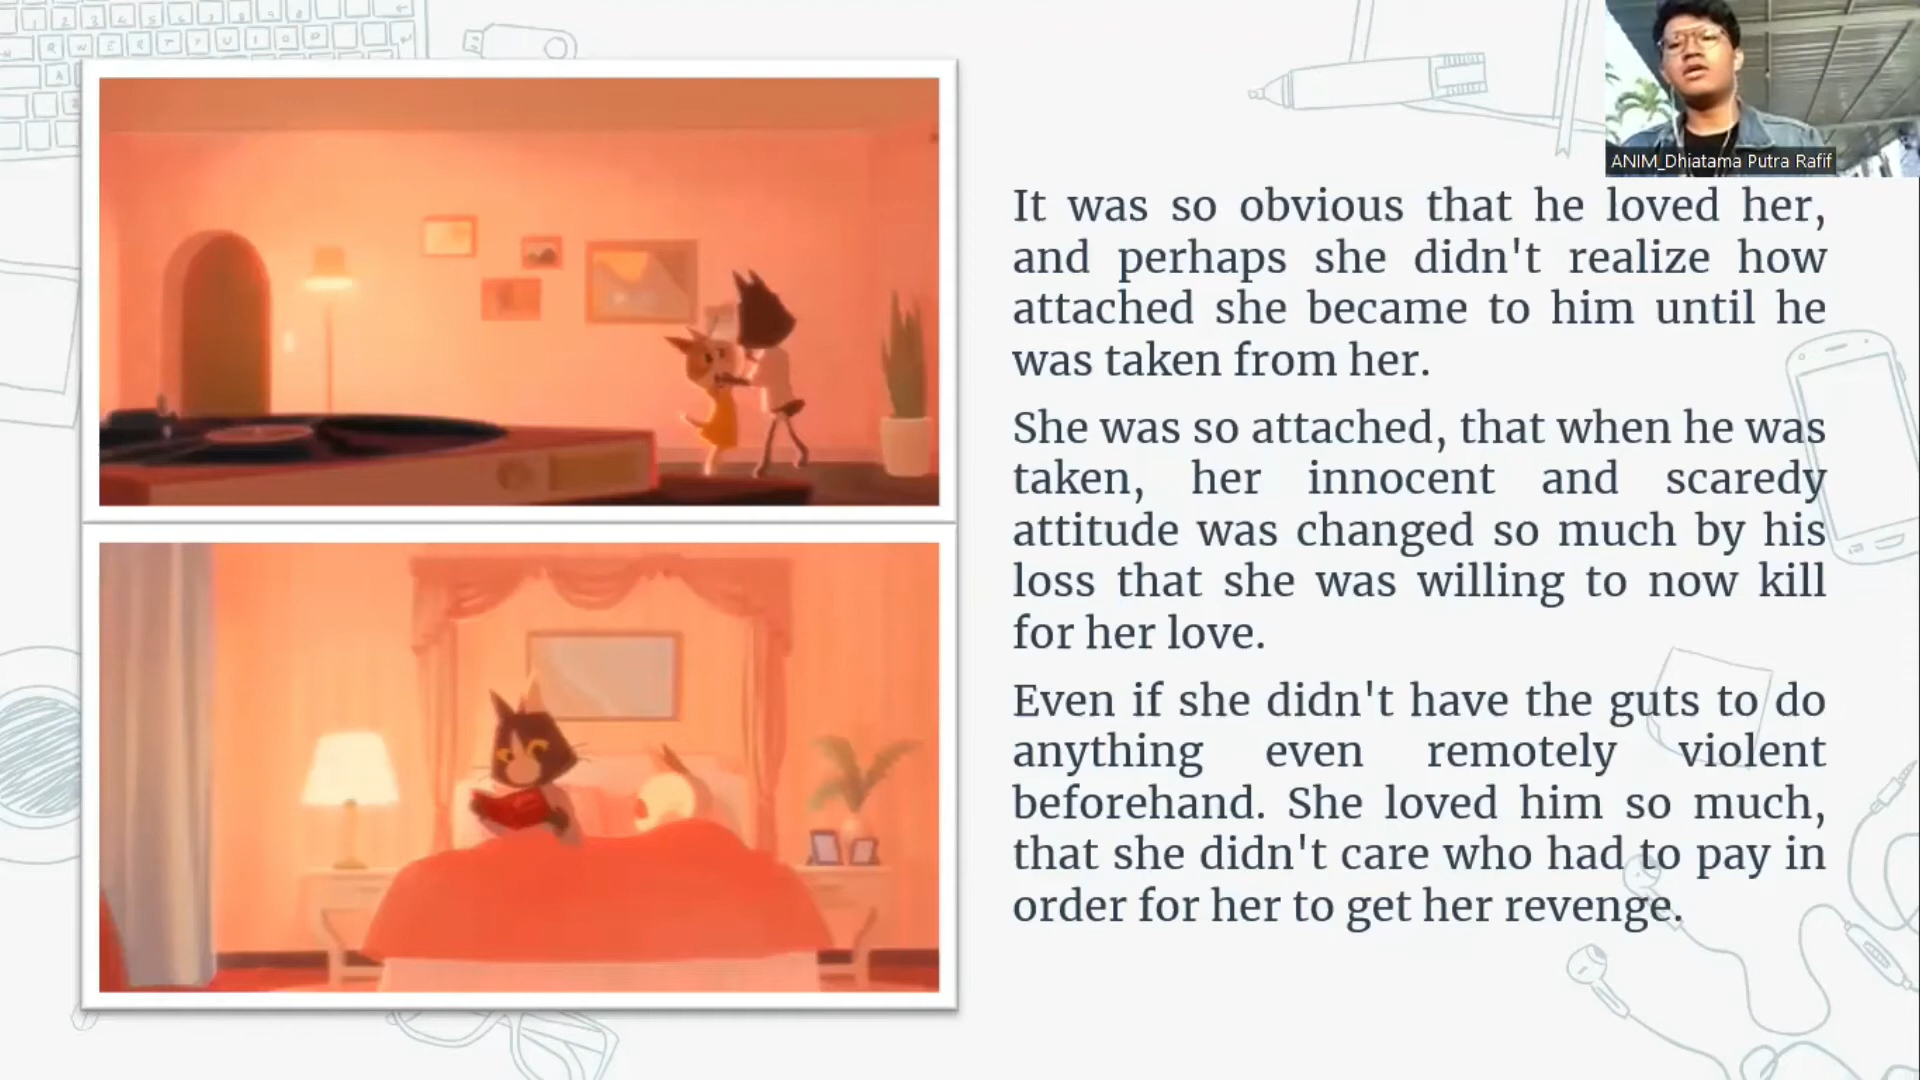 ANIM_Dhiatama Putra Rafif
It was so obvious that he loved her,
and perhaps she didn't realize how
attached she became to him until he
was taken from her.
She was so attached, that when he was
taken, her innocent and scaredy
attitude was changed so much by his
loss that she was willing to now kill
for her love.
Even if she didn't have the guts to do
anything even remotely violent
beforehand. She loved him so much,
that she didn't care who had to pay in
order for her to get her revenge.